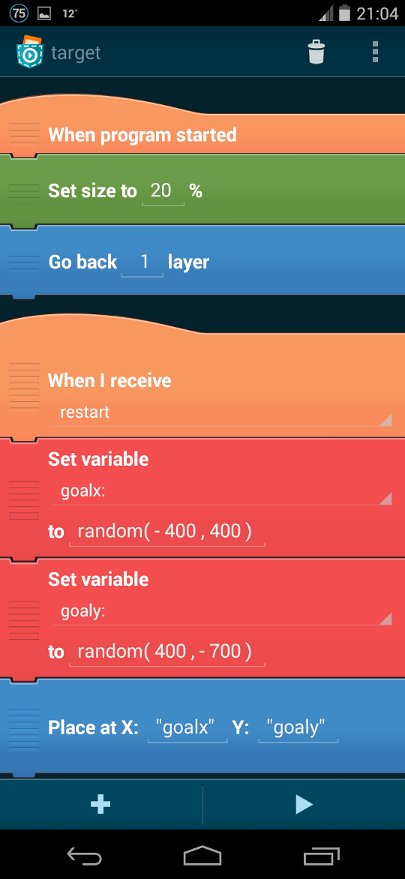 75 12° 21:04
target
When program started
Set size to 20 %
Go back 1 layer
When I receive
restart
Set variable
goalx:
to random( - 400 , 400 )
Set variable
goaly:
to random( 400 , - 700 )
Place at X: "goalx" Y: "goaly"